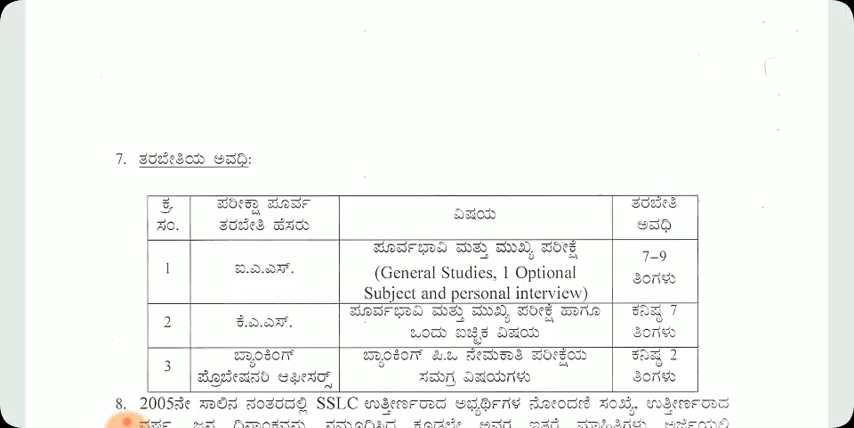 7. ತರಬೇತಿಯ ಅವಧಿ:
ಕ್ರ. ಸಂ.
ಪರೀಕ್ಷಾ ಪೂರ್ವ ತರಬೇತಿ ಹೆಸರು
ವಿಷಯ
ತರಬೇತಿ ಅವಧಿ
1
ಐ.ಎ.ಎಸ್.
ಪೂರ್ವಭಾವಿ ಮತ್ತು ಮುಖ್ಯ ಪರೀಕ್ಷೆ
(General Studies, 1 Optional
Subject and personal interview)
7–9
ತಿಂಗಳು
2
ಕೆ.ಎ.ಎಸ್.
ಪೂರ್ವಭಾವಿ ಮತ್ತು ಮುಖ್ಯ ಪರೀಕ್ಷೆ ಹಾಗೂ
ಒಂದು ಐಚ್ಛಿಕ ವಿಷಯ
ಕನಿಷ್ಠ 7
ತಿಂಗಳು
3
ಬ್ಯಾಂಕಿಂಗ್
ಪ್ರೊಬೇಷನರಿ ಆಫೀಸರ್ಸ್
ಬ್ಯಾಂಕಿಂಗ್ ಪಿ.ಒ ನೇಮಕಾತಿ ಪರೀಕ್ಷೆಯ
ಸಮಗ್ರ ವಿಷಯಗಳು
ಕನಿಷ್ಠ 2
ತಿಂಗಳು
8. 2005ನೇ ಸಾಲಿನ ನಂತರದಲ್ಲಿ SSLC ಉತ್ತೀರ್ಣರಾದ ಅಭ್ಯರ್ಥಿಗಳ ನೋಂದಣಿ ಸಂಖ್ಯೆ, ಉತ್ತೀರ್ಣರಾದ